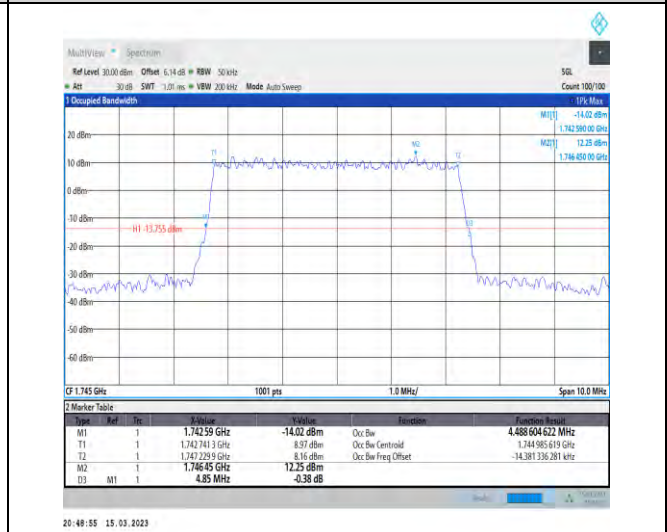 MultiView Spectrum
Ref Level 30.00 dBm Offset 6.14 dB RBW 50 kHz SGL
Att 30 dB SWT 1.01 ms VBW 200 kHz Mode Auto Sweep Count 100/100
1 Occupied Bandwidth 1Pk Max
M1[1] -14.02 dBm
1.742 590 00 GHz
M2[1] 12.25 dBm
1.746 450 00 GHz
20 dBm
M2
T1 T2
10 dBm
0 dBm
-10 dBm
M1
H1 -13.755 dBm
-20 dBm
-30 dBm
-40 dBm
-50 dBm
-60 dBm
CF 1.745 GHz 1001 pts 1.0 MHz/ Span 10.0 MHz
2 Marker Table
Type Ref Trc X-Value Y-Value Function Function Result
M1 1 1.742 59 GHz -14.02 dBm Occ Bw 4.488 604 622 MHz
T1 1 1.742 741 3 GHz 8.97 dBm Occ Bw Centroid 1.744 985 619 GHz
T2 1 1.747 229 9 GHz 8.16 dBm Occ Bw Freq Offset -14.381 336 281 kHz
M2 1 1.746 45 GHz 12.25 dBm
D3 M1 1 4.85 MHz -0.38 dB
20:48:55 15.03.2023